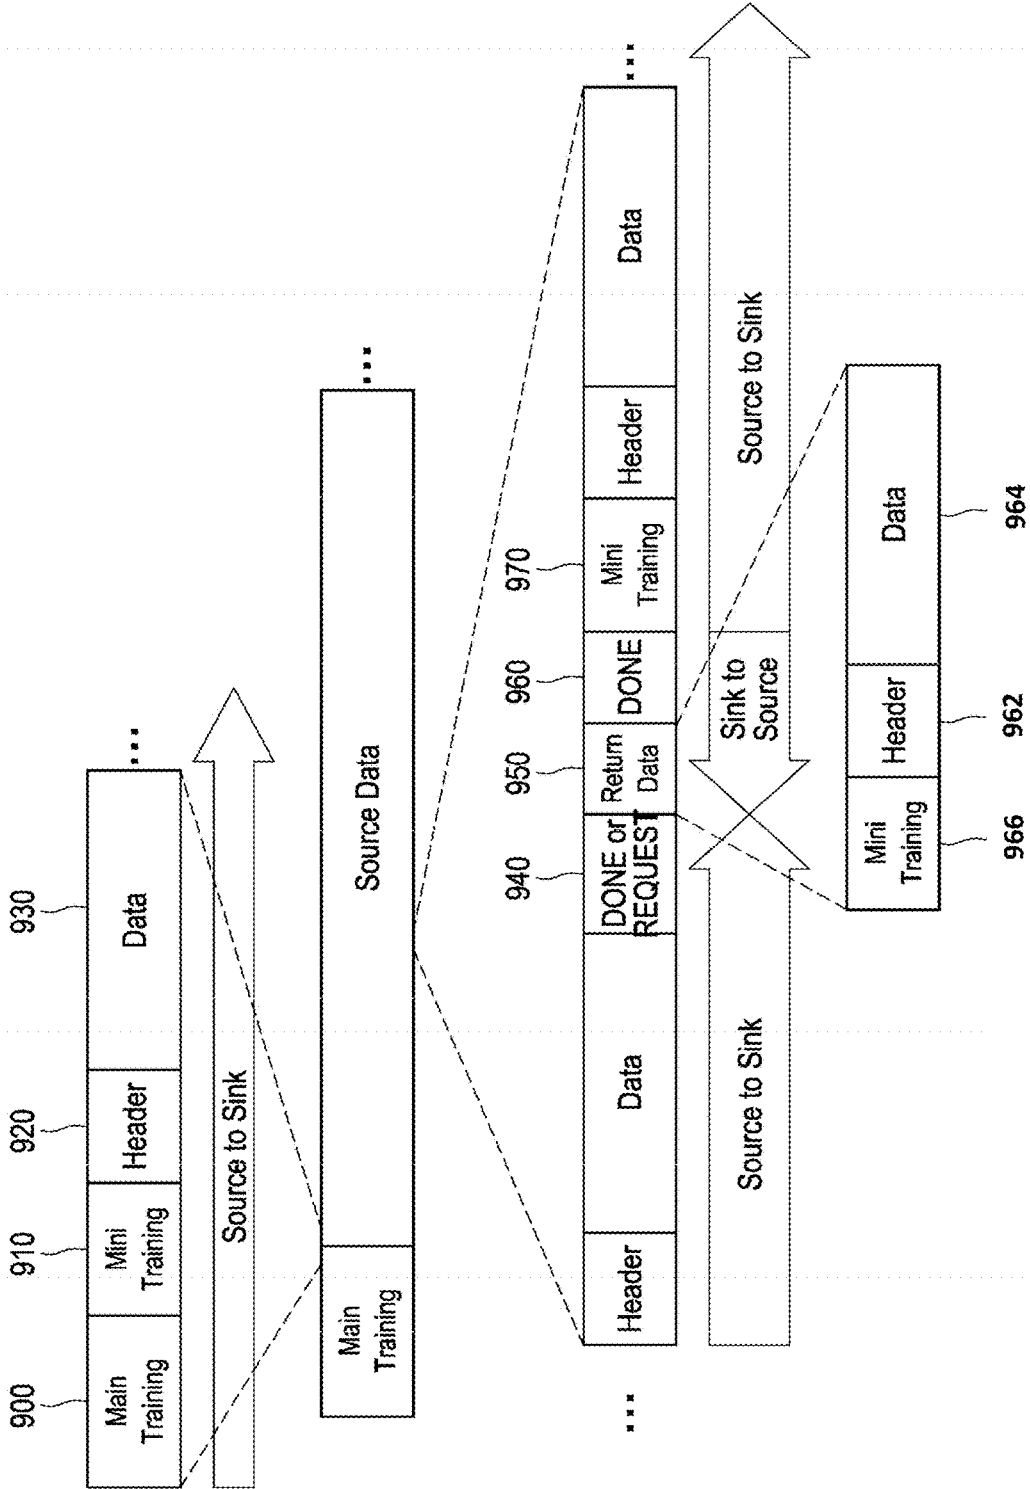 900
910
920
930
Main
Training
Mini
Training
Header
Data
...
Source to Sink
Main
Training
Source Data
...
940
950
960
970
...
Header
Data
DONE or
REQUEST
Return
Data
DONE
Mini
Training
Header
Data
...
Source to Sink
Sink to
Source
Source to Sink
Mini
Training
Header
Data
966
962
964